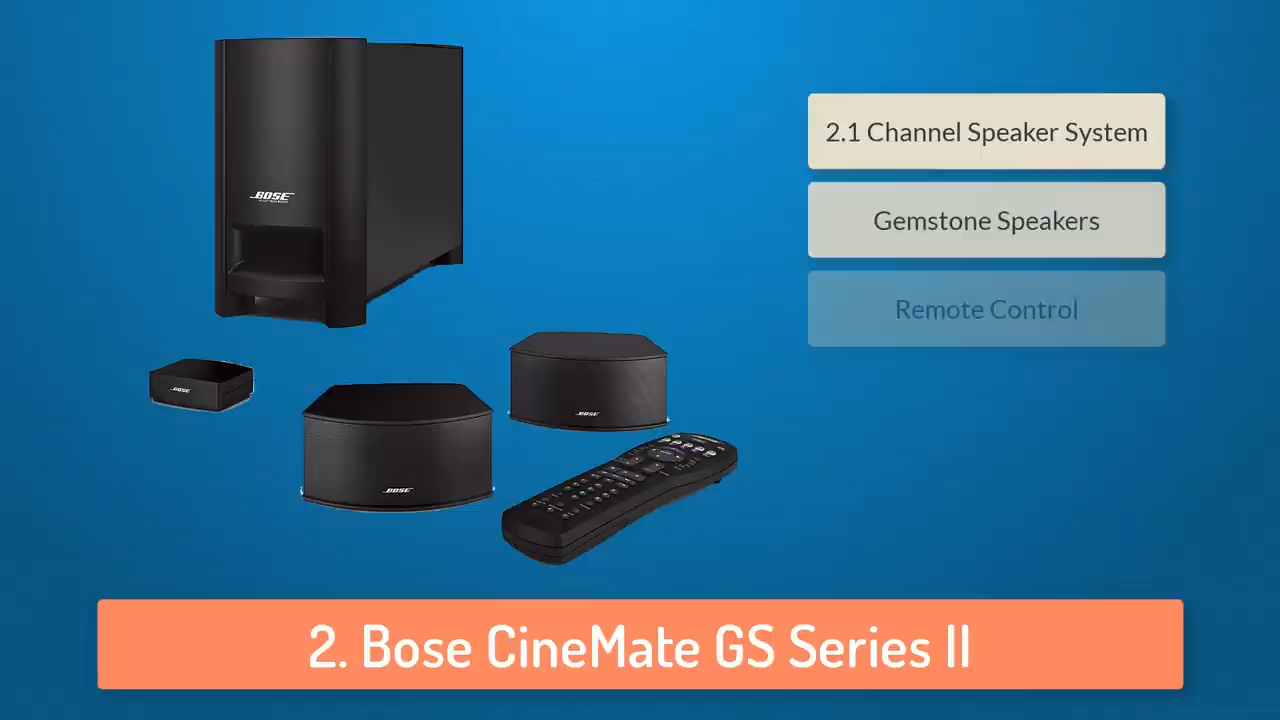 BOSE
2.1 Channel Speaker System
Gemstone Speakers
Remote Control
BOSE
BOSE
BOSE
2. Bose CineMate GS Series II